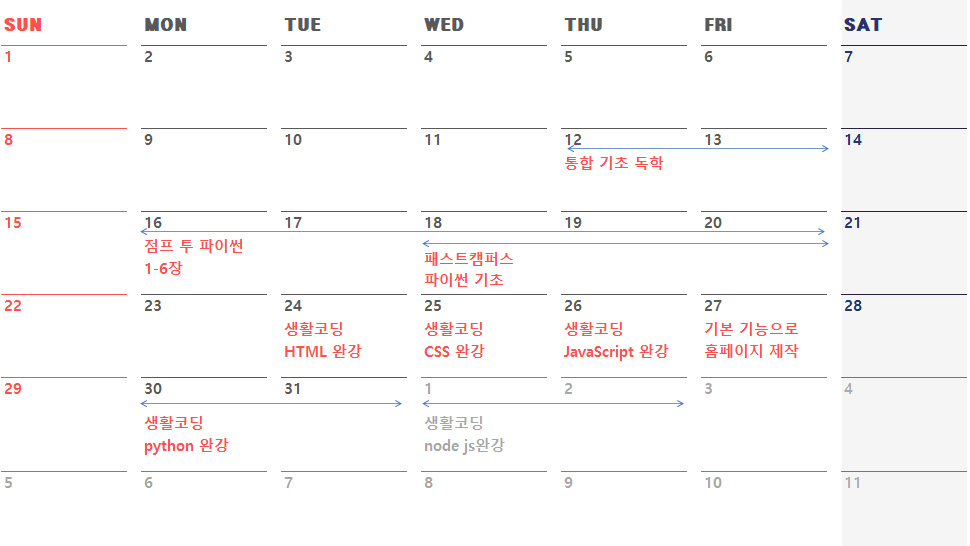 SUN MON TUE WED THU FRI SAT
1 2 3 4 5 6 7
8 9 10 11 12 13 14
통합 기초 독학
15 16 17 18 19 20 21
점프 투 파이썬
1-6장
패스트캠퍼스
파이썬 기초
22 23 24 25 26 27 28
생활코딩 생활코딩 생활코딩 기본 기능으로
HTML 완강 CSS 완강 JavaScript 완강 홈페이지 제작
29 30 31 1 2 3 4
생활코딩 생활코딩
python 완강 node js완강
5 6 7 8 9 10 11